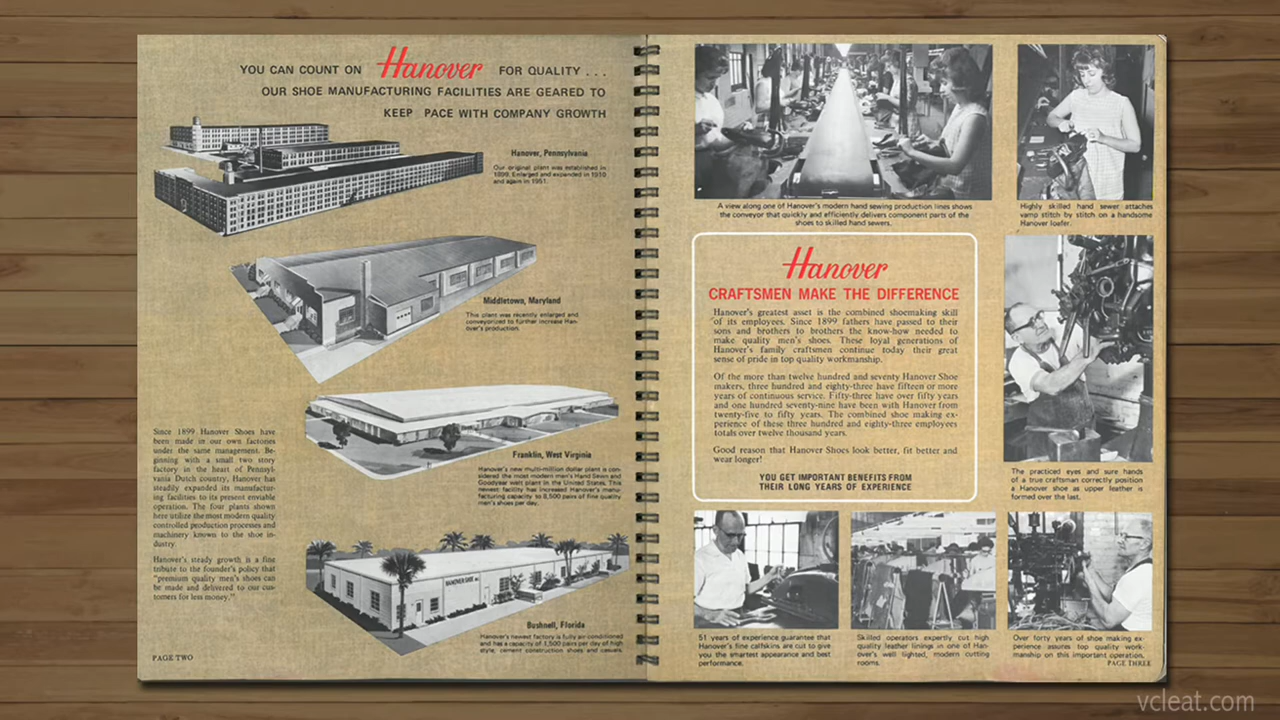 YOU CAN COUNT ON Hanover FOR QUALITY . . .
OUR SHOE MANUFACTURING FACILITIES ARE GEARED TO
KEEP PACE WITH COMPANY GROWTH
Hanover, Pennsylvania
Our original plant was established in
1899. Enlarged and expanded in 1910
and again in 1951.
Middletown, Maryland
This plant was recently enlarged and
conveyorized to further increase Han-
over's production.
Franklin, West Virginia
Hanover's new multi-million dollar plant is con-
sidered the most modern men's Hand Sewn and
Goodyear welt plant in the United States. This
newest facility has increased Hanover's manu-
facturing capacity to 8,500 pairs of fine quality
men's shoes per day.
Since 1899 Hanover Shoes have
been made in our own factories
under the same management. Be-
ginning with a small two story
factory in the heart of Pennsyl-
vania Dutch country, Hanover has
steadily expanded its manufactur-
ing facilities to its present enviable
operation. The four plants shown
here utilize the most modern quality
controlled production processes and
machinery known to the shoe in-
dustry
Hanover's steady growth is a fine
tribute to the founder's policy that
"premium quality men's shoes can
be made and delivered to our cus-
tomers for less money."
HANOVER SHOE
Bushnell, Florida
Hanover's newest factory is fully air-conditioned
and has a capacity of 1,500 pairs per day of high
style, cement construction shoes and casuals.
PAGE TWO
A view along one of Hanover's modern hand sewing production lines shows
the conveyor that quickly and efficiently delivers component parts of the
shoes to skilled hand sewers.
Highly skilled hand sewer attaches
vamp stitch by stitch on a handsome
Hanover loafer.
Hanover
CRAFTSMEN MAKE THE DIFFERENCE
Hanover's greatest asset is the combined shoemaking skill
of its employees. Since 1899 fathers have passed to their
sons and brothers to brothers the know-how needed to
make quality men's shoes. These loyal generations of
Hanover's family craftsmen continue today their great
sense of pride in top quality workmanship.
Of the more than twelve hundred and seventy Hanover Shoe
makers, three hundred and eighty-three have fifteen or more
years of continuous service. Fifty-three have over fifty years
and one hundred seventy-nine have been with Hanover from
twenty-five to fifty years. The combined shoe making ex-
perience of these three hundred and eighty-three employees
totals over twelve thousand years.
Good reason that Hanover Shoes look better, fit better and
wear longer!
YOU GET IMPORTANT BENEFITS FROM
THEIR LONG YEARS OF EXPERIENCE
The practiced eyes and sure hands
of a true craftsman correctly position
a Hanover shoe as upper leather is
formed over the last.
51 years of experience guarantee that
Hanover's fine calfskins are cut to give
you the smartest appearance and best
performance.
Skilled operators expertly cut high
quality leather linings in one of Han-
over's well lighted, modern cutting
rooms.
Over forty years of shoe making ex-
perience assures top quality work-
manship on this important operation.
PAGE THREE
vcleat.com